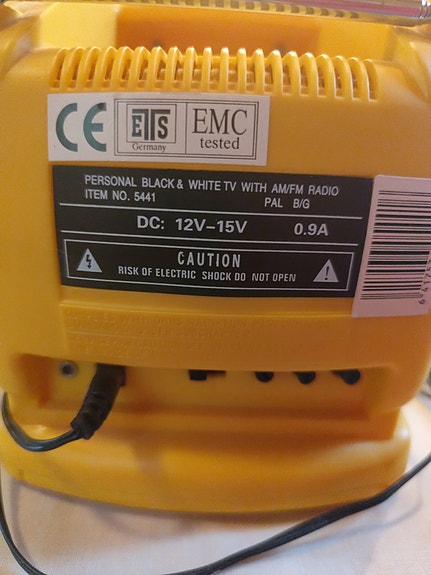 CE
ETS
Germany
EMC
tested
PERSONAL BLACK & WHITE TV WITH AM/FM RADIO
ITEM NO. 5441 PAL B/G
DC: 12V-15V 0.9A
CAUTION
RISK OF ELECTRIC SHOCK DO NOT OPEN